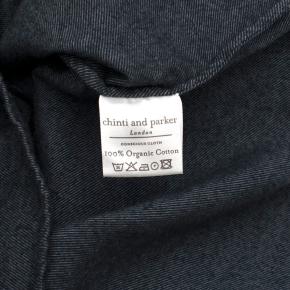 chinti and parker
London
CONSCIOUS CLOTH
100% Organic Cotton